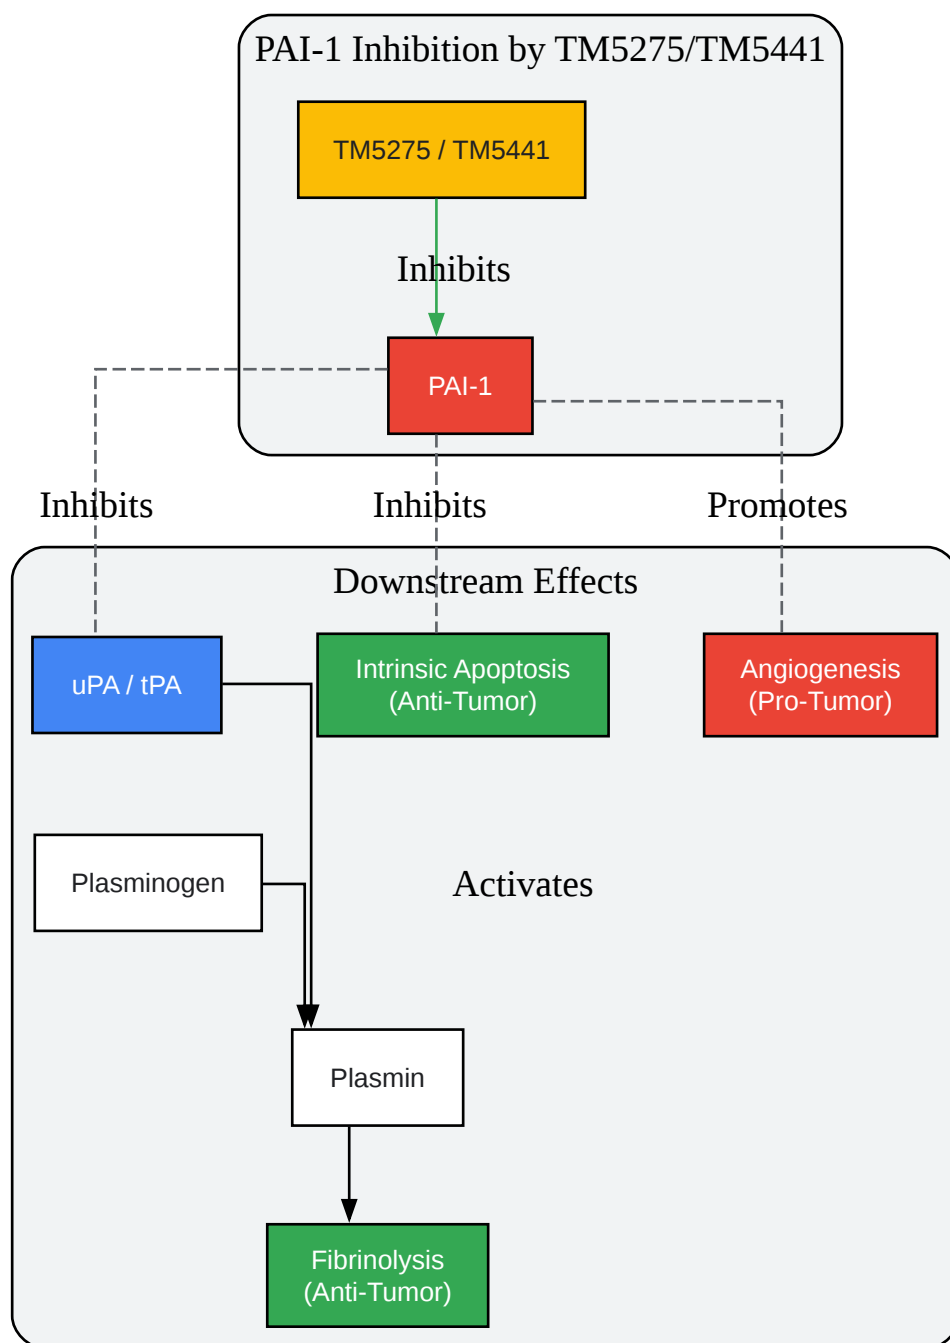 PAI-1 Inhibition by TM5275/TM5441
TM5275 / TM5441
Inhibits
PAI-1
Inhibits
Inhibits
Promotes
Downstream Effects
uPA / tPA
Intrinsic Apoptosis
(Anti-Tumor)
Angiogenesis
(Pro-Tumor)
Plasminogen
Activates
Plasmin
Fibrinolysis
(Anti-Tumor)